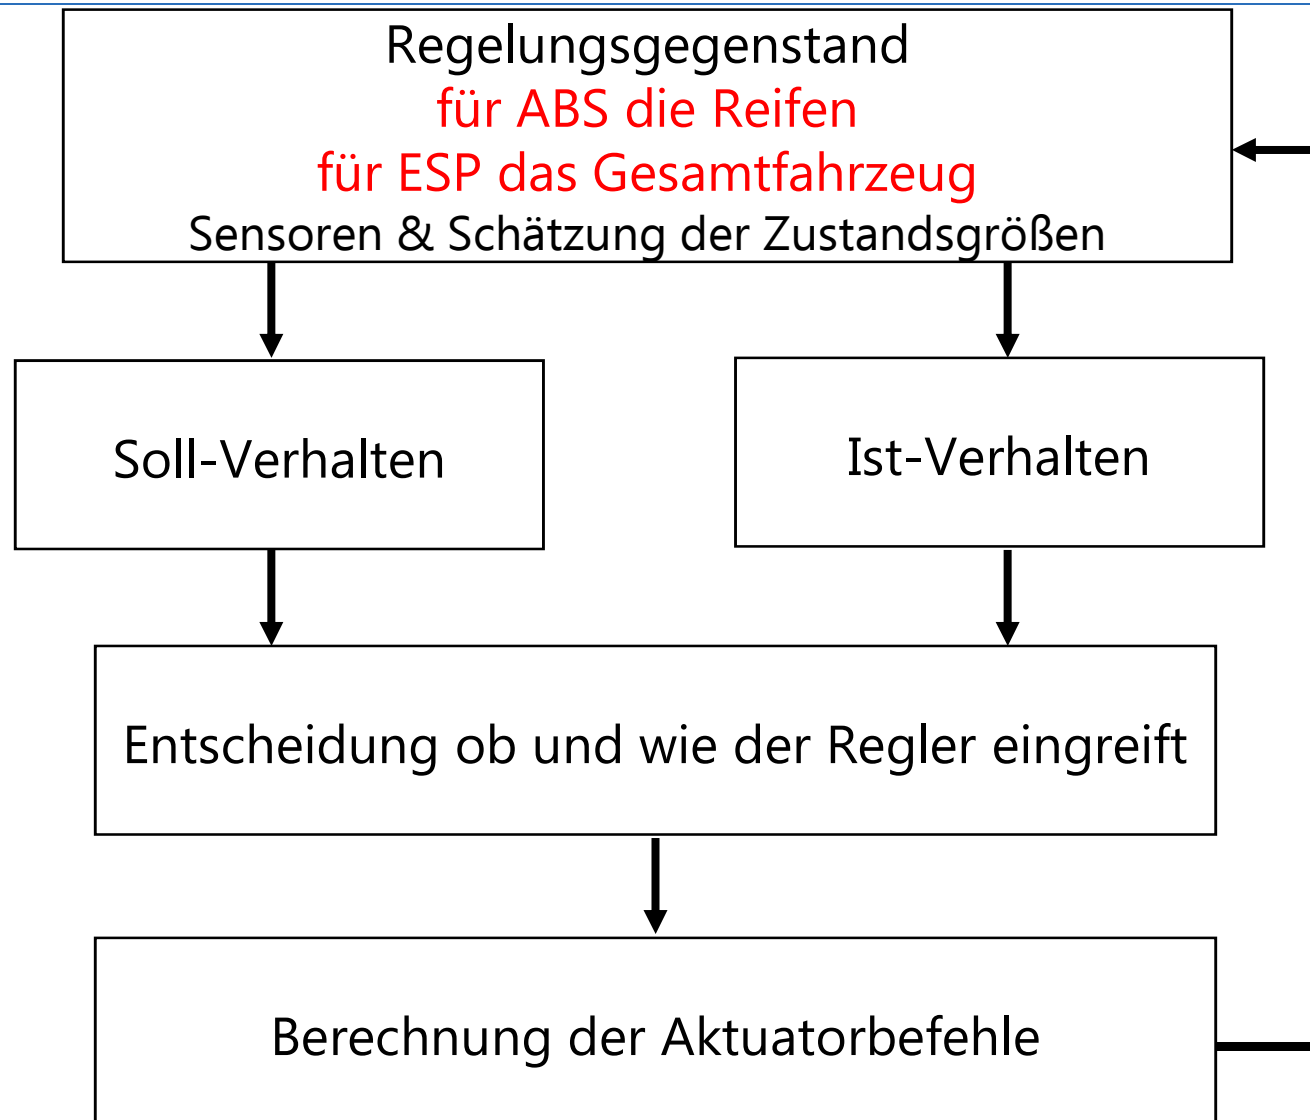 Regelungsgegenstand
für ABS die Reifen
für ESP das Gesamtfahrzeug
Sensoren & Schätzung der Zustandsgrößen
Soll-Verhalten
Ist-Verhalten
Entscheidung ob und wie der Regler eingreift
Berechnung der Aktuatorbefehle